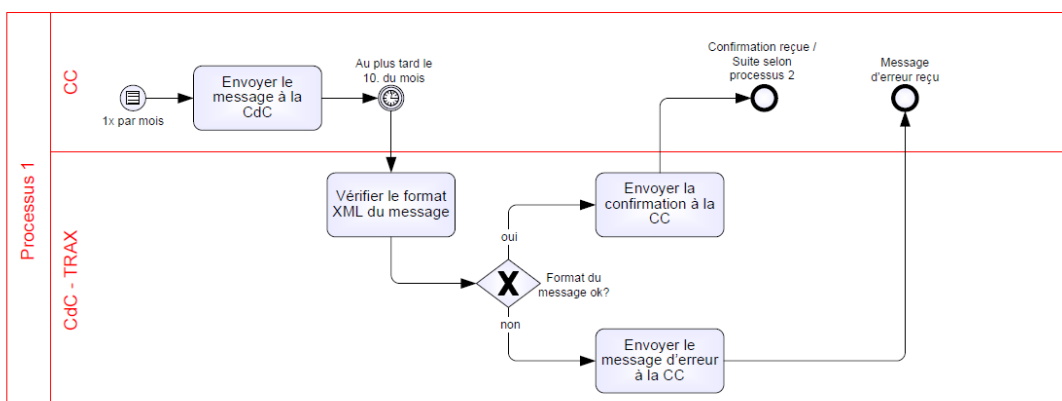 Processus 1
CC
1x par mois
Envoyer le
message à la
CdC
Au plus tard le
10. du mois
Confirmation reçue /
Suite selon
processus 2
Message
d'erreur reçu
CdC - TRAX
Vérifier le format
XML du message
oui
X
Format du
message ok?
non
Envoyer la
confirmation à la
CC
Envoyer le
message d'erreur
à la CC